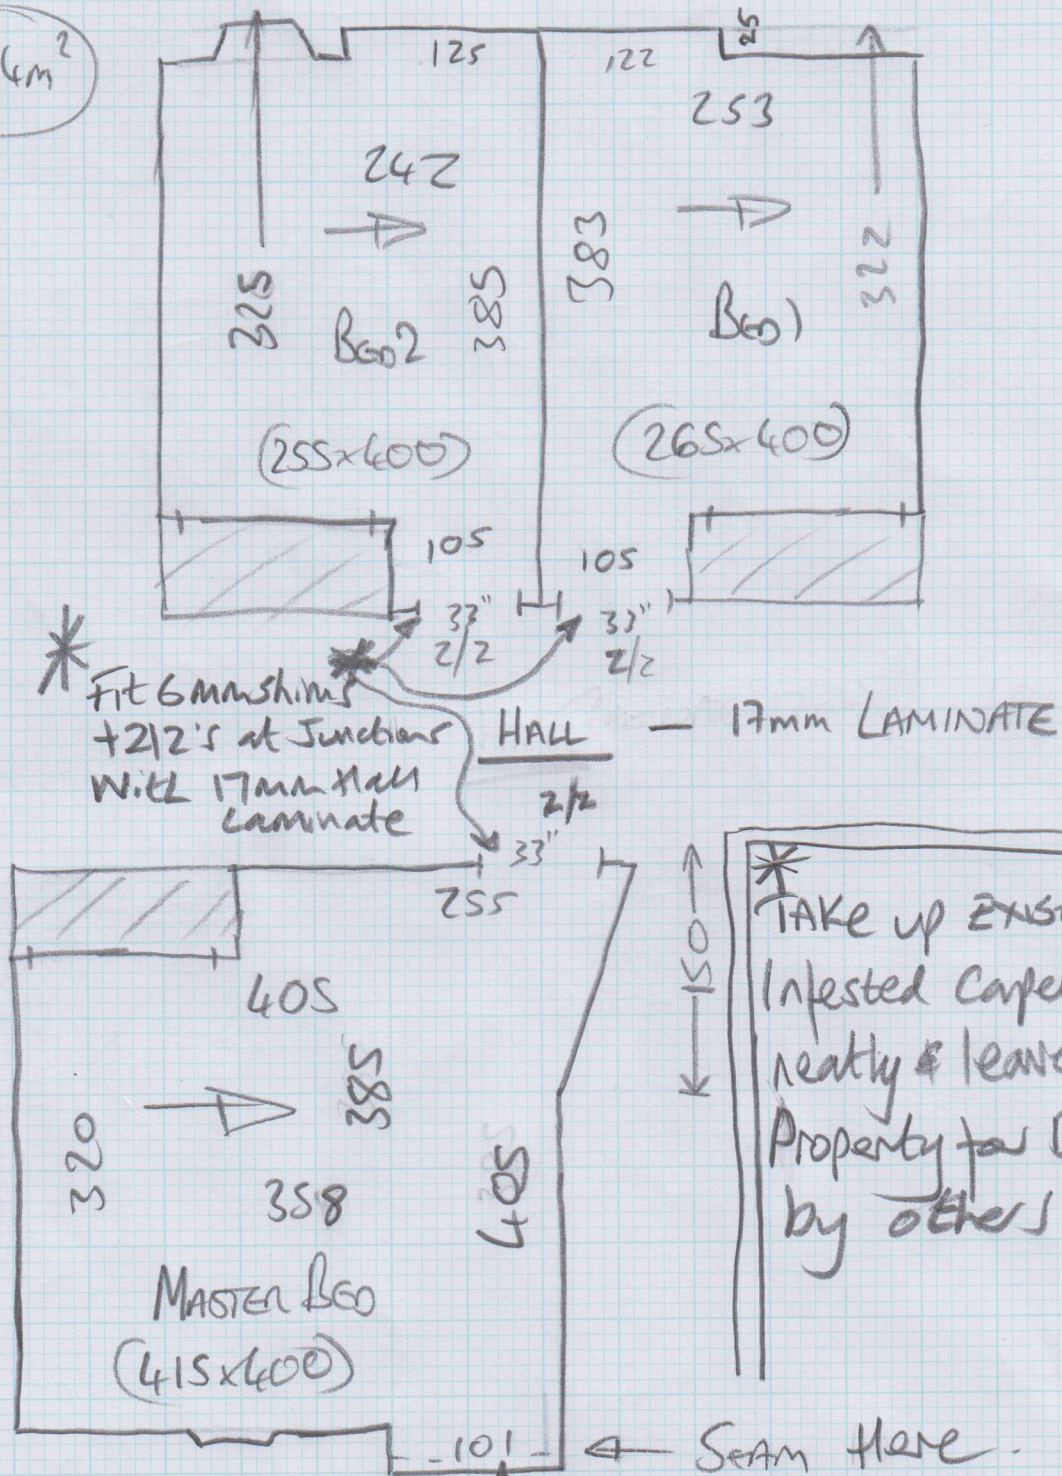 4m²
125
122
25
253
242
325
385
383
322
BED2
BED1
(255x400)
(265x400)
105
105
33"
2/2
33"
2/2
* Fit 6mm shims
+2/2's at Junctions
With 17mm Hall
Laminate
HALL — 17mm LAMINATE
2/2
33"
255
150
* TAKE up
Infested
neatly & leave
Property for
by others
405
385
320
358
405
MASTER BED
(415x400)
101
← SEAM Here.